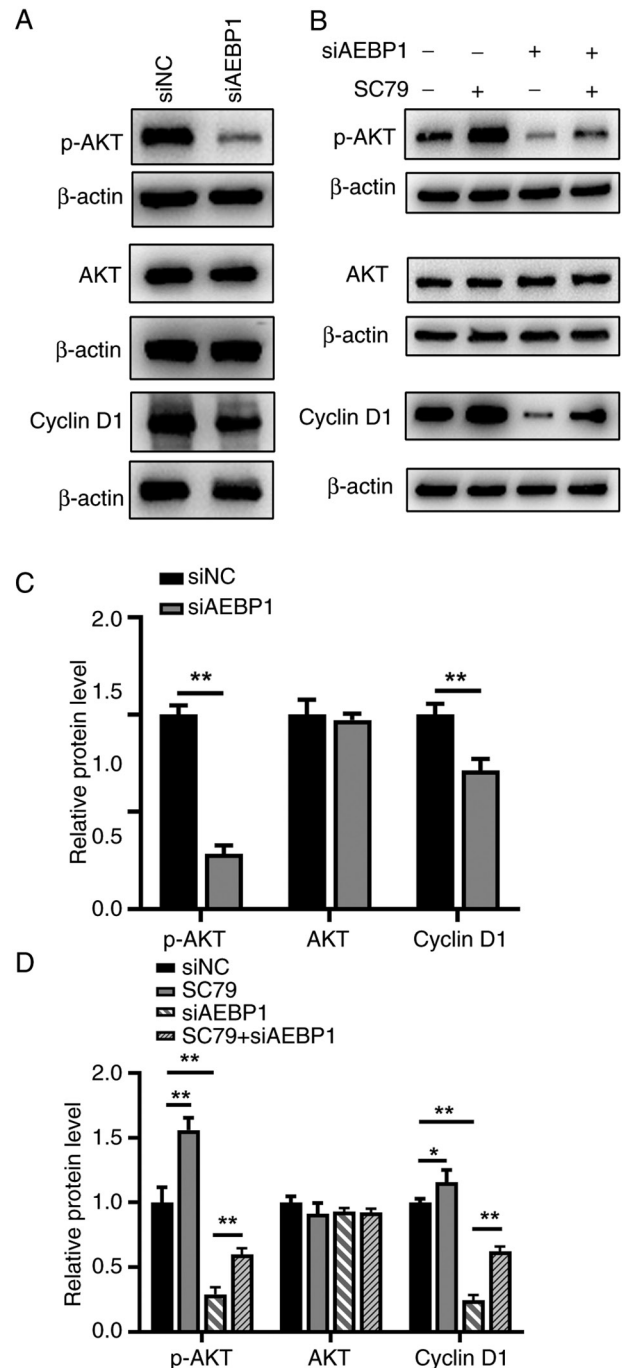 A
siNC
siAEBP1
p-AKT
β-actin
AKT
β-actin
Cyclin D1
β-actin
B
siAEBP1 – – + +
SC79 – + – +
p-AKT
β-actin
AKT
β-actin
Cyclin D1
β-actin
C
siNC
siAEBP1
Relative protein level
2.0
1.5
1.0
0.5
0.0
**
**
p-AKT AKT Cyclin D1
D
siNC
SC79
siAEBP1
SC79+siAEBP1
Relative protein level
2.0
1.5
1.0
0.5
0.0
**
**
**
**
*
**
p-AKT AKT Cyclin D1